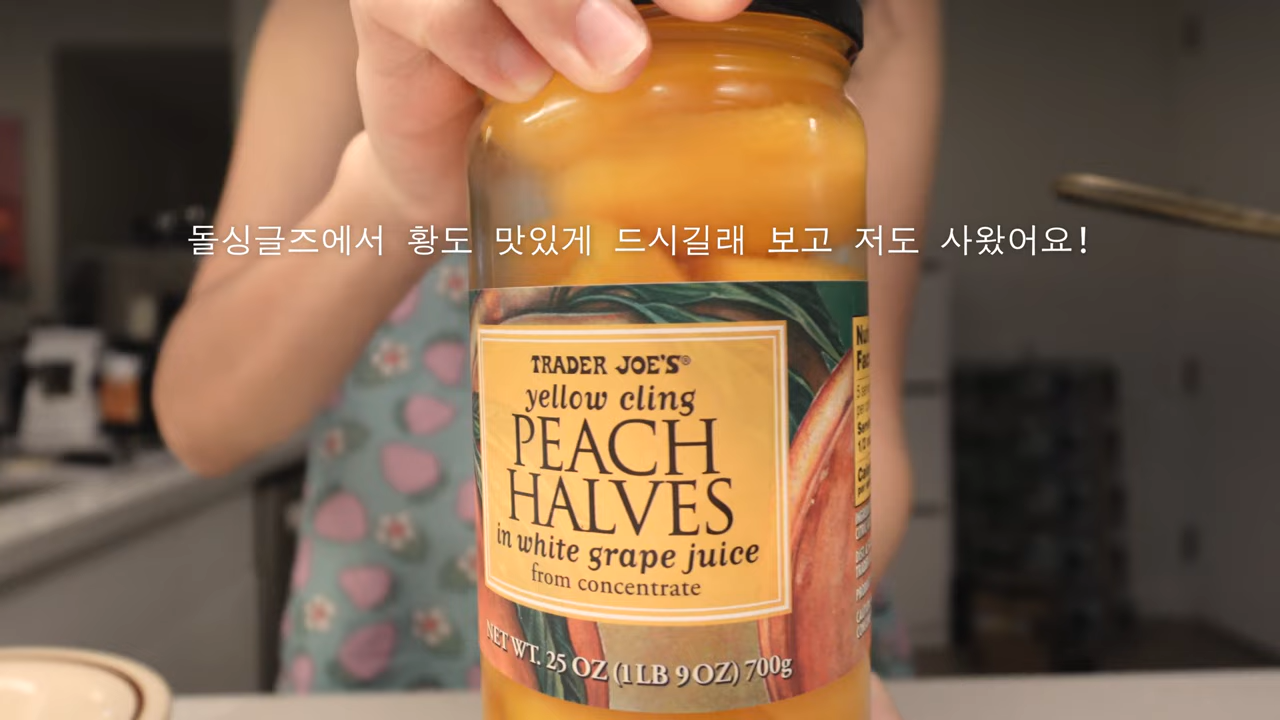 돌싱글즈에서 황도 맛있게 드시길래 보고 저도 사왔어요!
TRADER JOE'S®
yellow cling
PEACH
HALVES
in white grape juice
from concentrate
NET WT. 25 OZ (1 LB 9 OZ) 700g